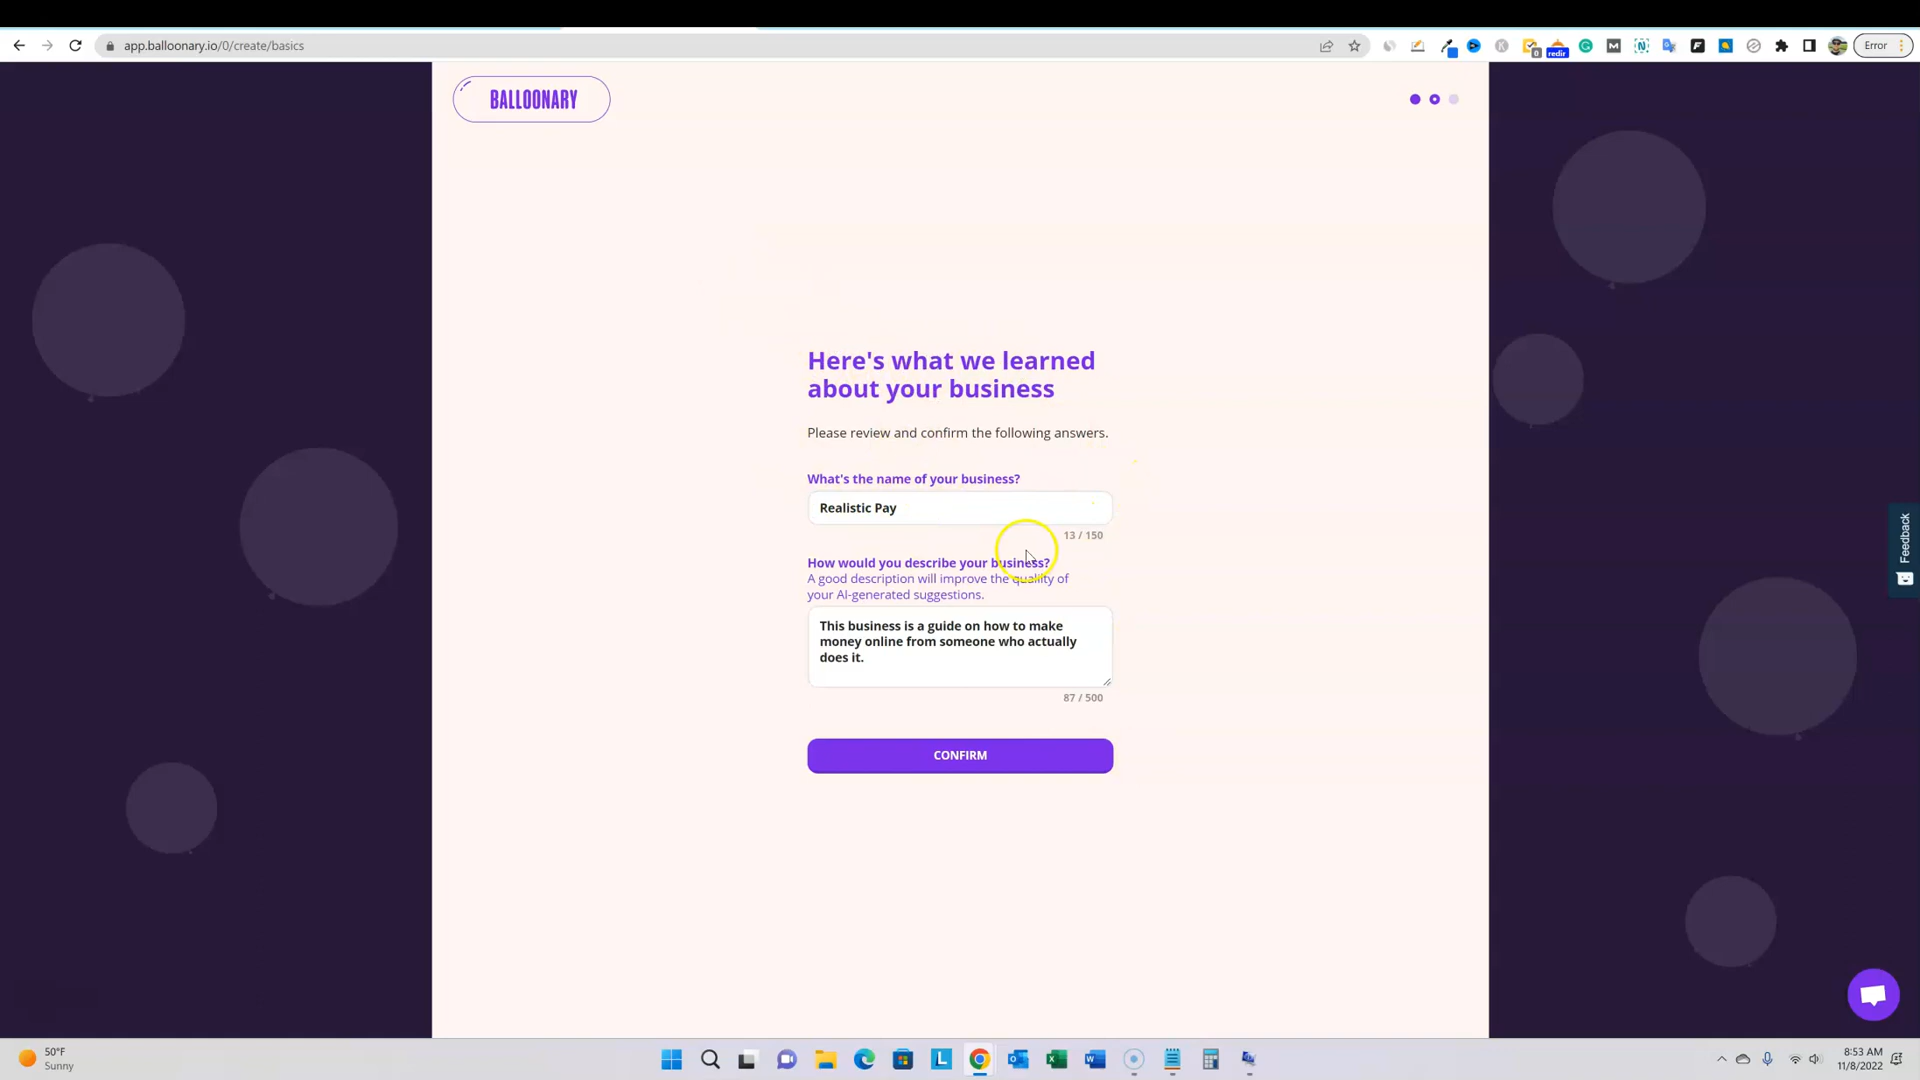 app.balloonary.io/0/create/basics
0
redir
Error
BALLOONARY
Here's what we learned
about your business
Please review and confirm the following answers.
What's the name of your business?
Realistic Pay
13 / 150
How would you describe your business?
A good description will improve the quality of
your AI-generated suggestions.
This business is a guide on how to make
money online from someone who actually
does it.
87 / 500
CONFIRM
Feedback
50°F
Sunny
8:53 AM
11/8/2022